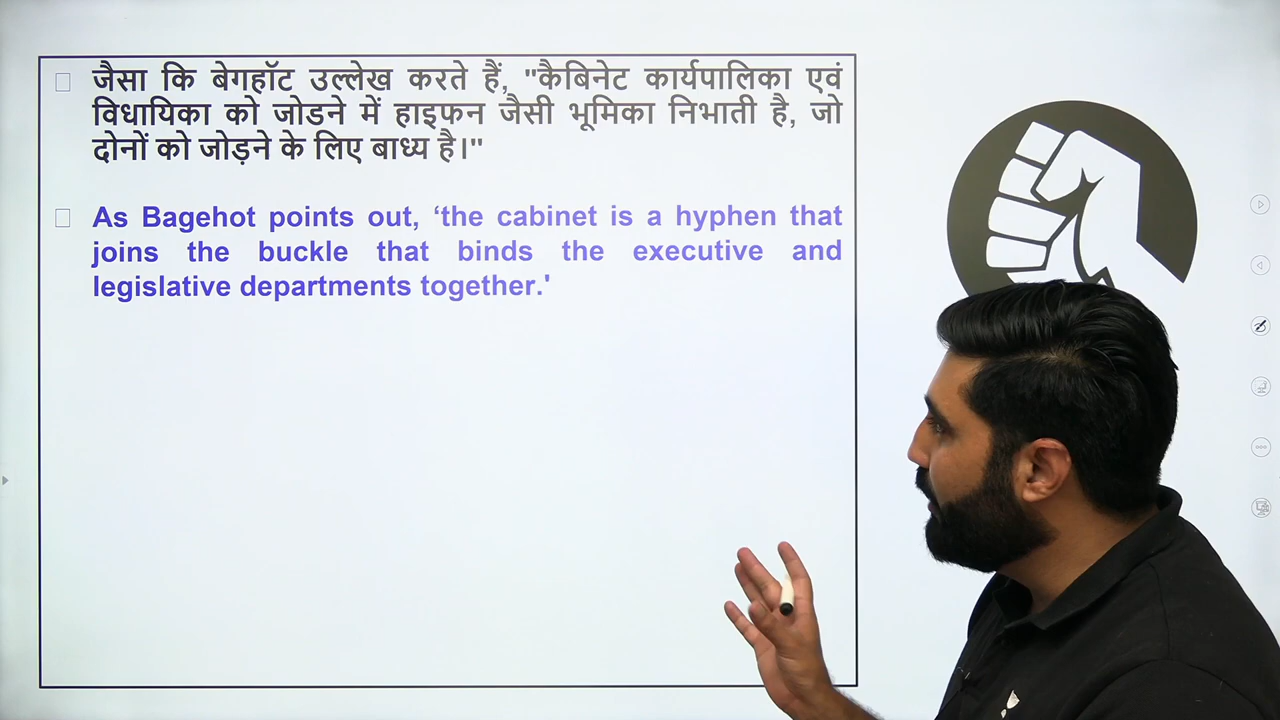 जैसा कि बेगहॉट उल्लेख करते हैं, "कैबिनेट कार्यपालिका एवं
विधायिका को जोडने में हाइफन जैसी भूमिका निभाती है, जो
दोनों को जोड़ने के लिए बाध्य है।"
As Bagehot points out, ‘the cabinet is a hyphen that
joins the buckle that binds the executive and
legislative departments together.'